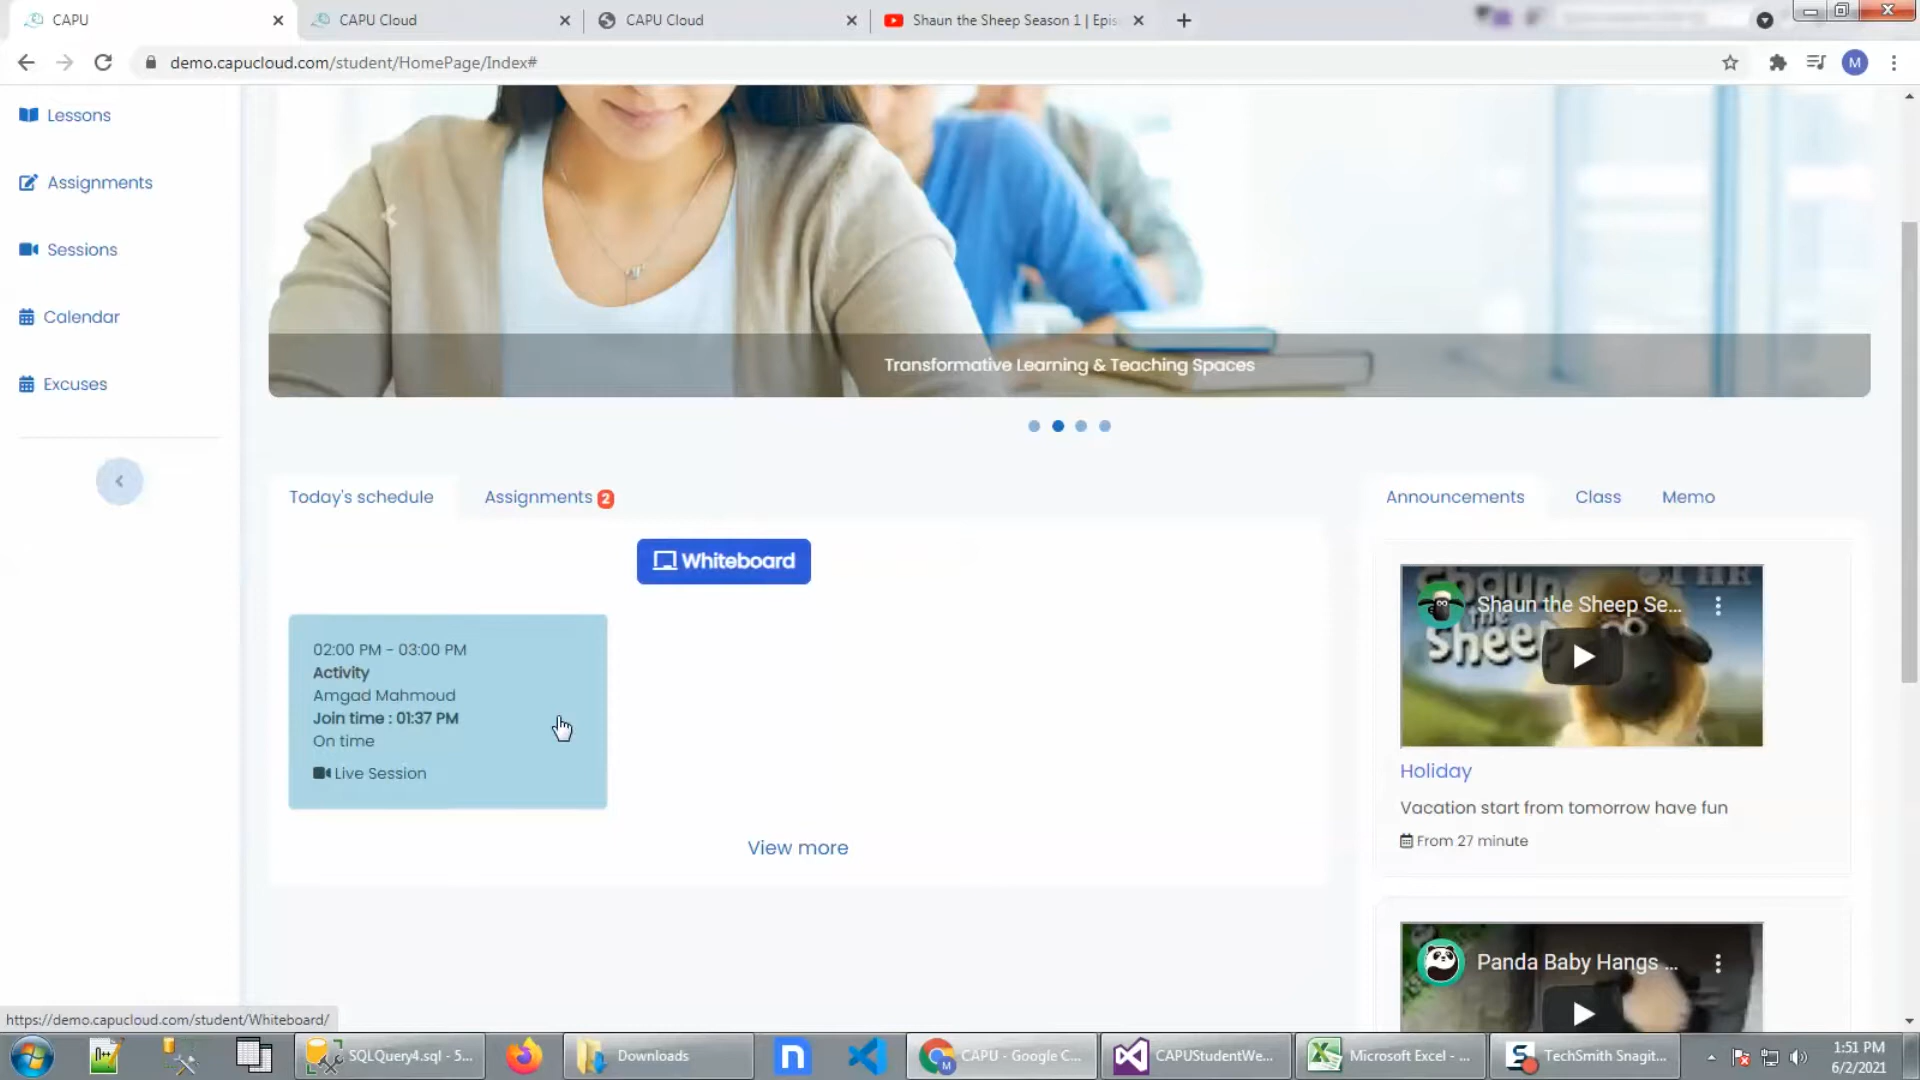 CAPU
CAPU Cloud
CAPU Cloud
Shaun the Sheep Season 1 | Epis
demo.capucloud.com/student/HomePage/Index#
M
Lessons
Assignments
Sessions
Calendar
Excuses
Transformative Learning & Teaching Spaces
Today's schedule
Assignments 2
Whiteboard
02:00 PM - 03:00 PM
Activity
Amgad Mahmoud
Join time : 01:37 PM
On time
Live Session
View more
Announcements
Class
Memo
Shaun the Sheep Se...
Shaun
the
Sheep
Holiday
Vacation start from tomorrow have fun
From 27 minute
Panda Baby Hangs ...
https://demo.capucloud.com/student/Whiteboard/
SQLQuery4.sql - 5...
Downloads
CAPU - Google C...
CAPUStudentWe...
Microsoft Excel - ...
TechSmith Snagit...
1:51 PM
6/2/2021